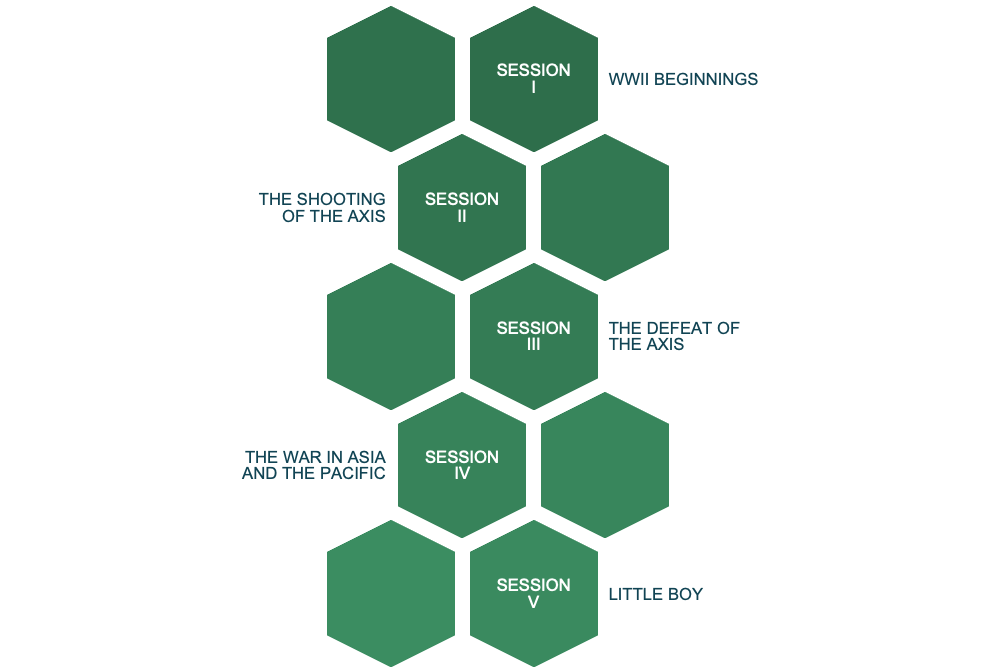 SESSION
I
WWII BEGINNINGS
THE SHOOTING
OF THE AXIS
SESSION
II
SESSION
III
THE DEFEAT OF
THE AXIS
THE WAR IN ASIA
AND THE PACIFIC
SESSION
IV
SESSION
V
LITTLE BOY